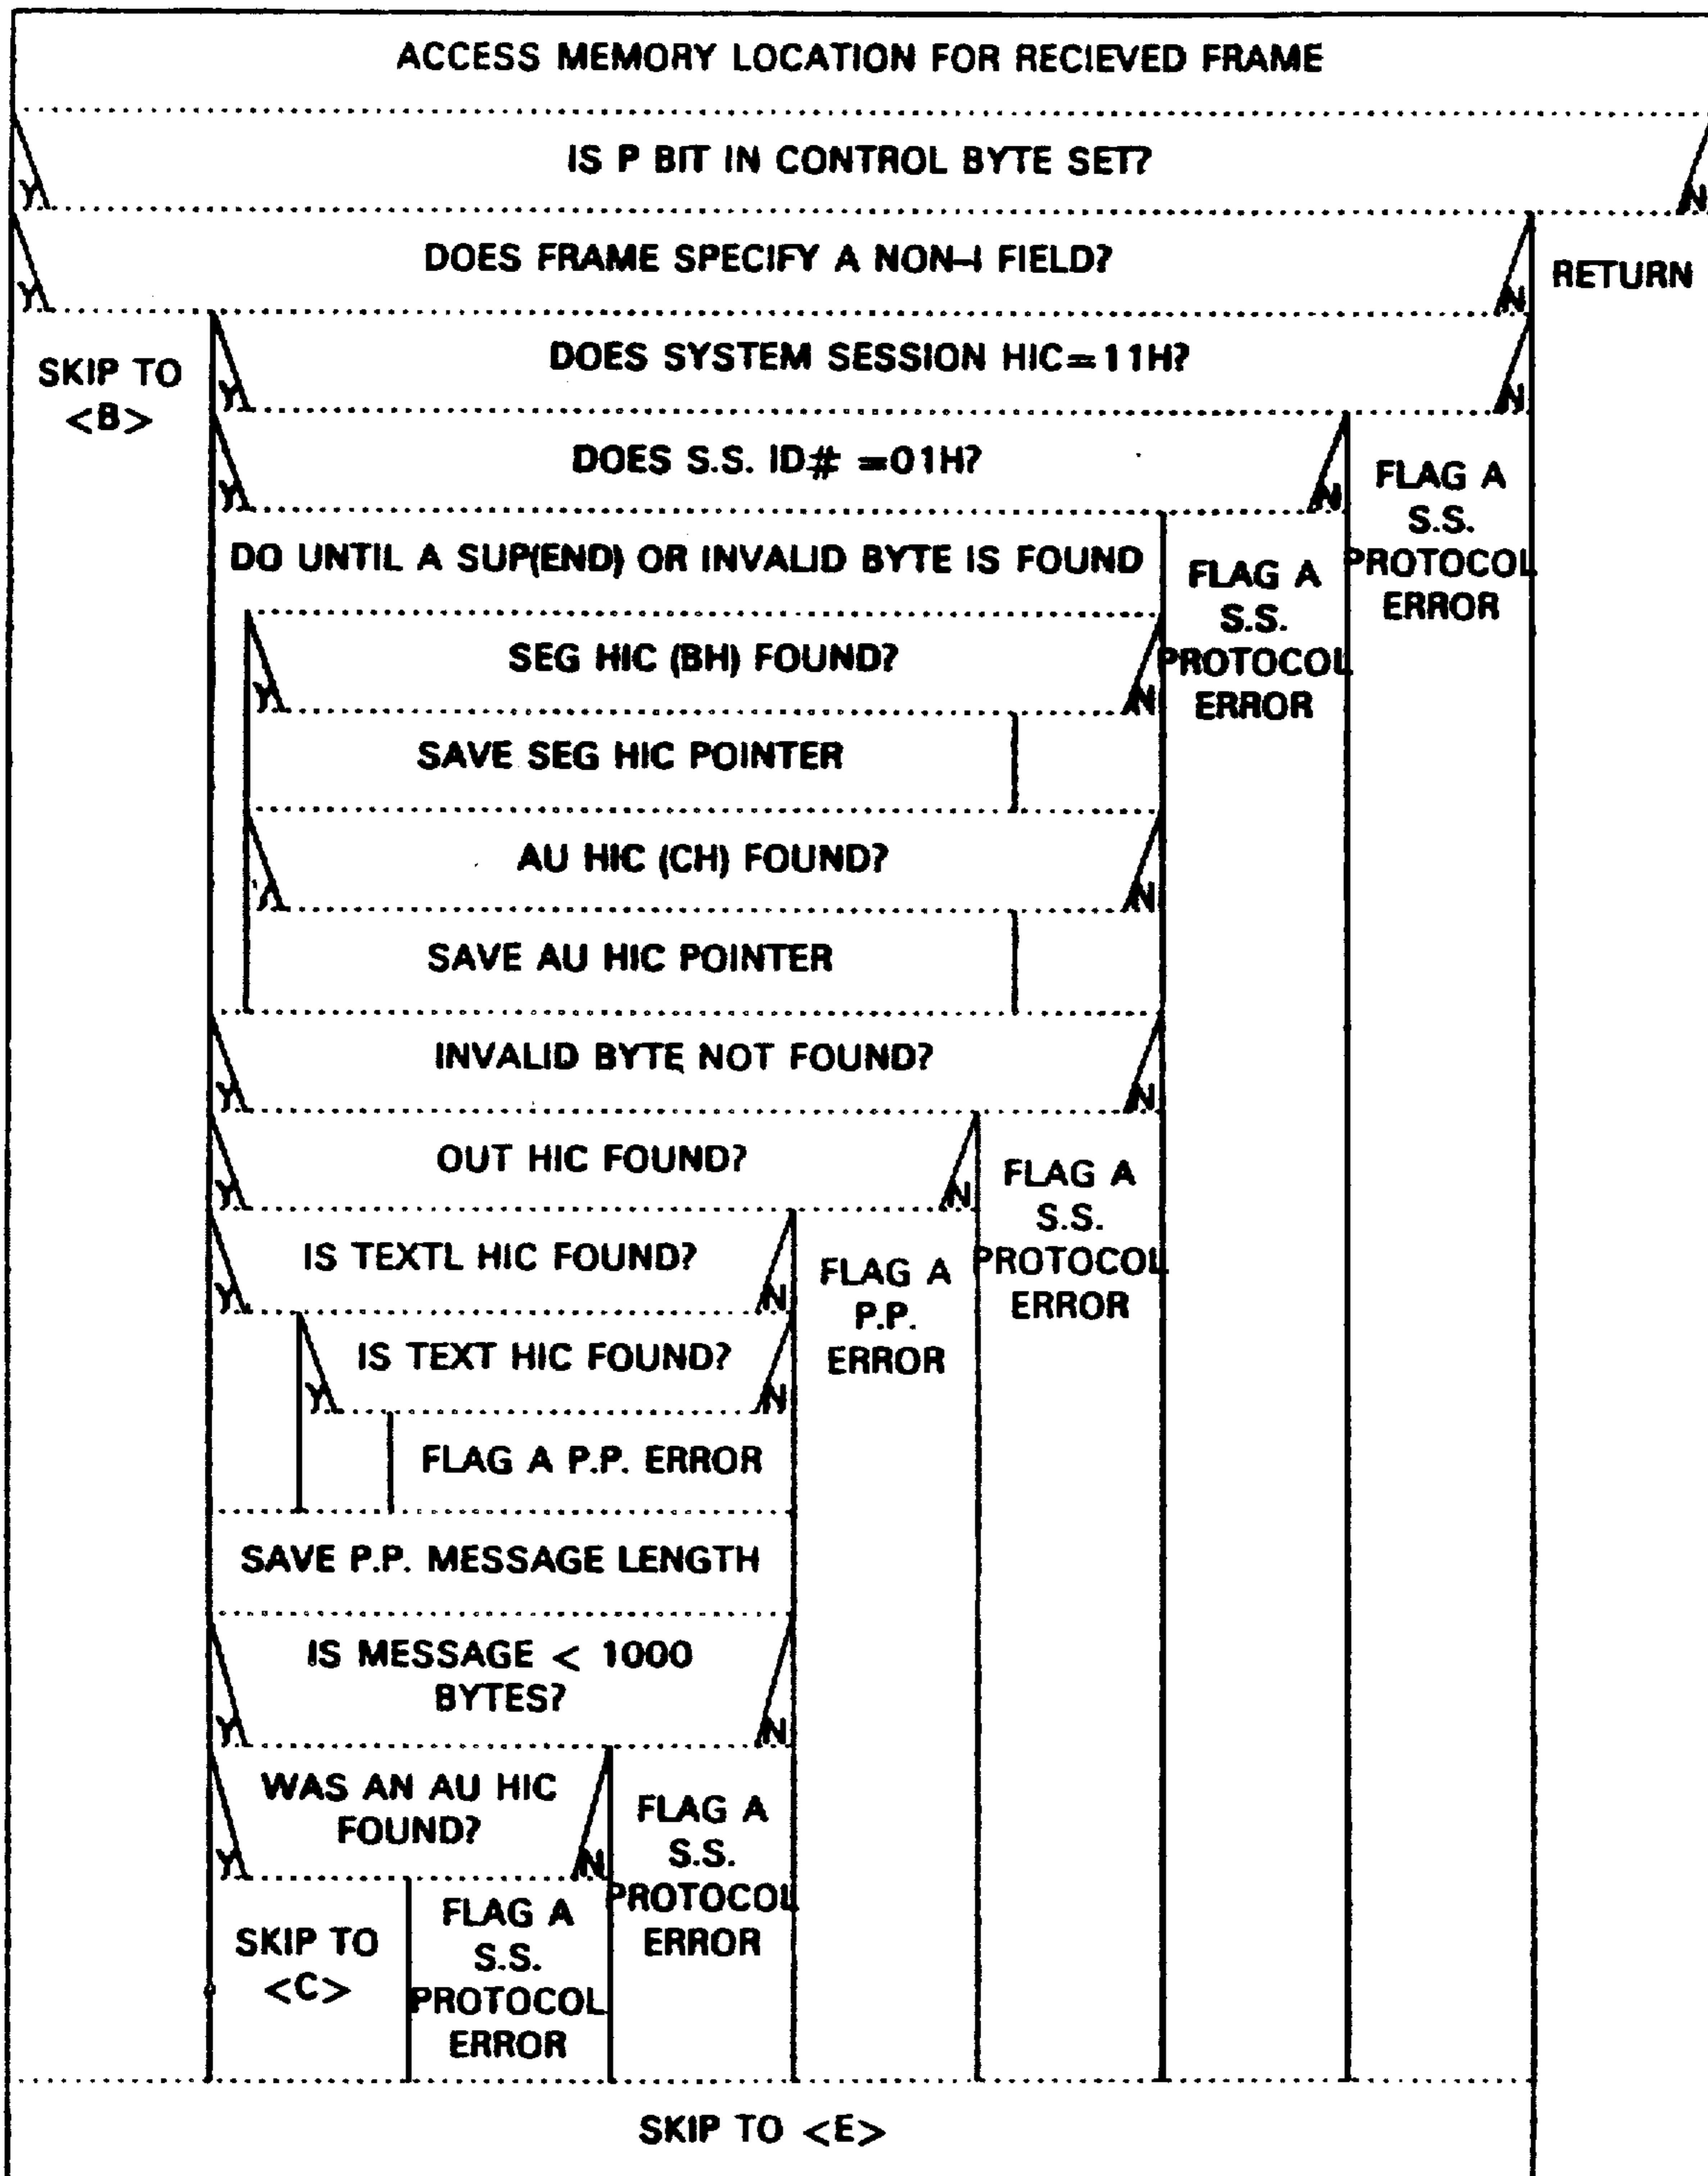 ACCESS MEMORY LOCATION FOR RECIEVED FRAME
IS P BIT IN CONTROL BYTE SET?
Y
N
DOES FRAME SPECIFY A NON-I FIELD?
Y
N
RETURN
SKIP TO
<B>
DOES SYSTEM SESSION HIC=11H?
Y
N
DOES S.S. ID# =01H?
Y
N
FLAG A
S.S.
PROTOCOL
ERROR
DO UNTIL A SUP(END) OR INVALID BYTE IS FOUND
FLAG A
S.S.
PROTOCOL
ERROR
SEG HIC (BH) FOUND?
Y
N
SAVE SEG HIC POINTER
AU HIC (CH) FOUND?
Y
N
SAVE AU HIC POINTER
INVALID BYTE NOT FOUND?
Y
N
OUT HIC FOUND?
Y
N
FLAG A
S.S.
PROTOCOL
ERROR
IS TEXTL HIC FOUND?
Y
N
FLAG A
P.P.
ERROR
IS TEXT HIC FOUND?
Y
N
FLAG A P.P. ERROR
SAVE P.P. MESSAGE LENGTH
IS MESSAGE < 1000
BYTES?
Y
N
WAS AN AU HIC
FOUND?
Y
N
FLAG A
S.S.
PROTOCOL
ERROR
SKIP TO
<C>
FLAG A
S.S.
PROTOCOL
ERROR
SKIP TO <E>